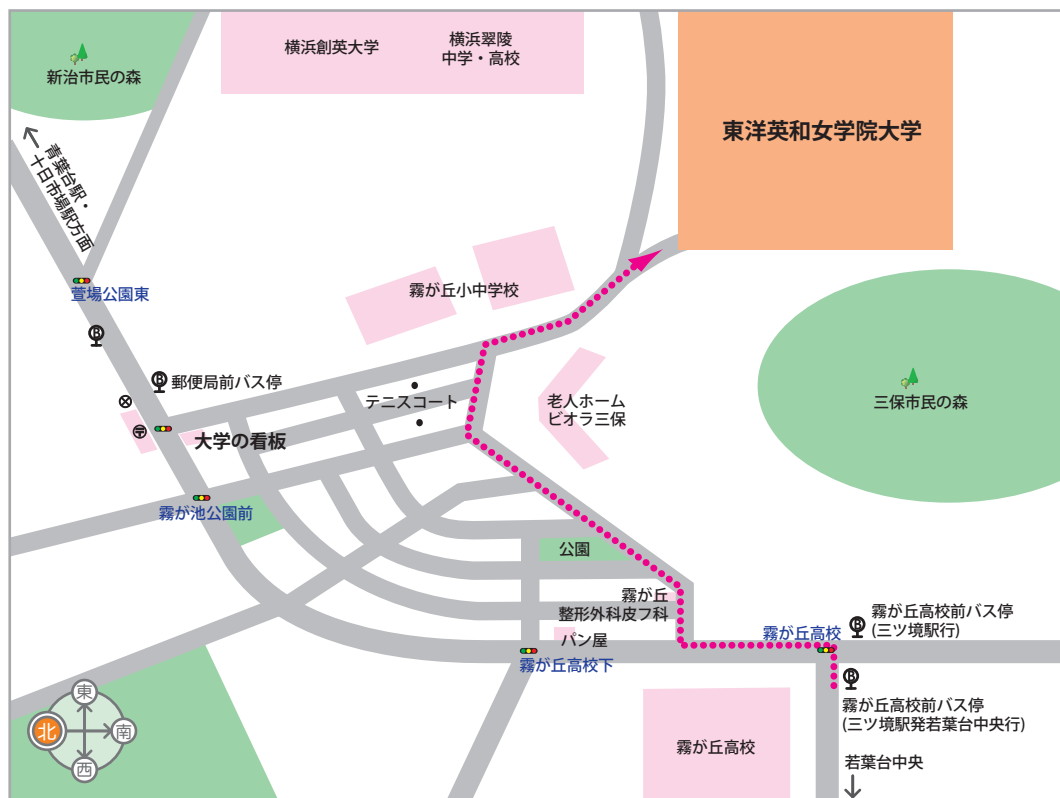 横浜創英大学
横浜翠陵
中学・高校
新治市民の森
東洋英和女学院大学
青葉台駅・
十日市場駅方面
霧が丘小中学校
萱場公園東
郵便局前バス停
テニスコート
老人ホーム
ビオラ三保
三保市民の森
大学の看板
霧が池公園前
公園
霧が丘
整形外科皮フ科
パン屋
霧が丘高校
霧が丘高校前バス停
(三ツ境駅行)
霧が丘高校下
霧が丘高校前バス停
(三ツ境駅発若葉台中央行)
霧が丘高校
若葉台中央
東
北
南
西
B
B
B
B